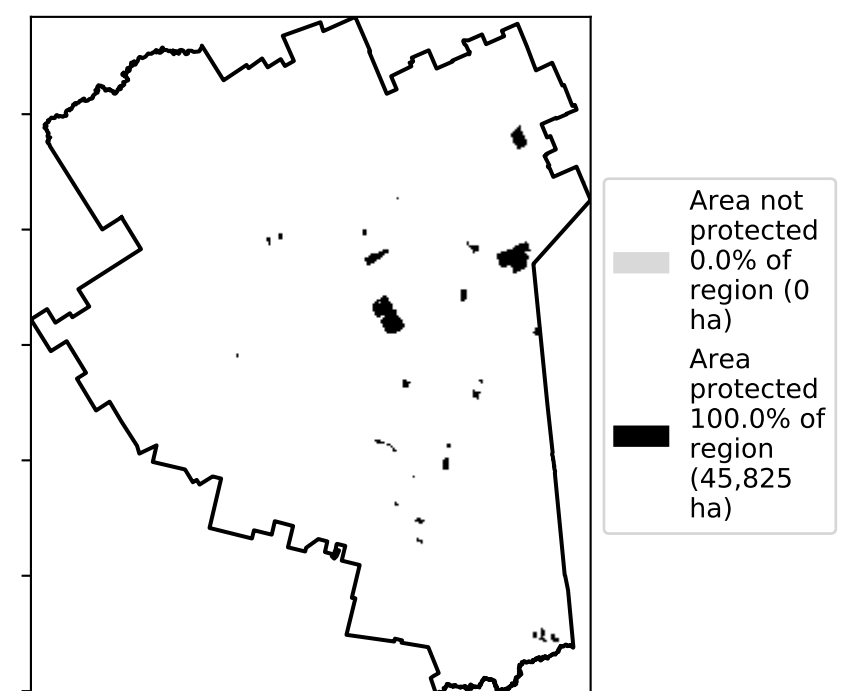 Area not
protected
0.0% of
region (0
ha)
Area
protected
100.0% of
region
(45,825
ha)